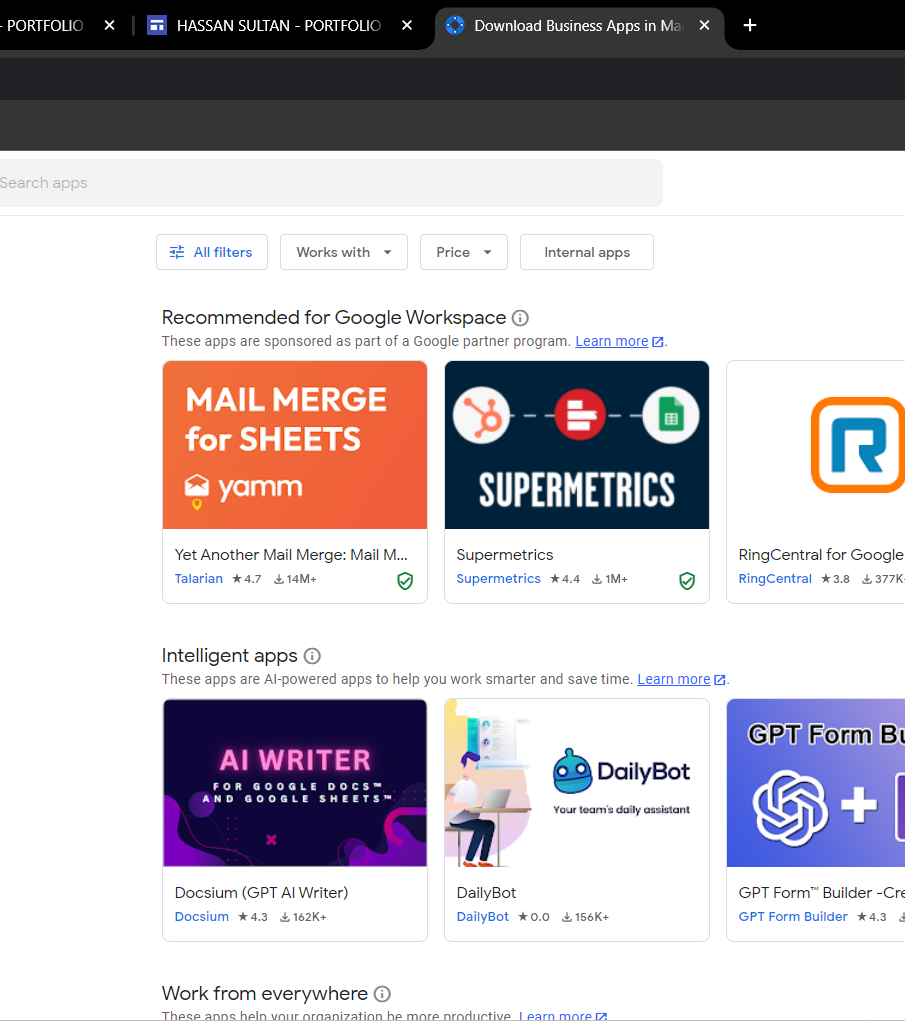 - PORTFOLIO
HASSAN SULTAN - PORTFOLIO
Download Business Apps in Ma
Search apps
All filters
Works with
Price
Internal apps
Recommended for Google Workspace
These apps are sponsored as part of a Google partner program. Learn more.
MAIL MERGE
for SHEETS
yamm
SUPERMETRICS
R
Yet Another Mail Merge: Mail M...
Talarian ★4.7 14M+
Supermetrics
Supermetrics ★4.4 1M+
RingCentral for Google
RingCentral ★3.8 377K
Intelligent apps
These apps are AI-powered apps to help you work smarter and save time. Learn more.
AI WRITER
FOR GOOGLE DOCS™
AND GOOGLE SHEETS™
DailyBot
Your team's daily assistant
GPT Form Bu
+
Docsium (GPT AI Writer)
Docsium ★4.3 162K+
DailyBot
DailyBot ★0.0 156K+
GPT Form™ Builder -Cre
GPT Form Builder ★4.3
Work from everywhere
These apps help your organization be more productive. Learn more